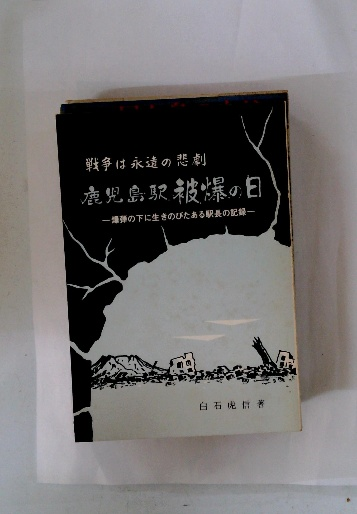 戦争は永遠の悲劇
鹿児島駅被爆の日
―爆弾の下に生きのびたある駅長の記録―
白石虎信著